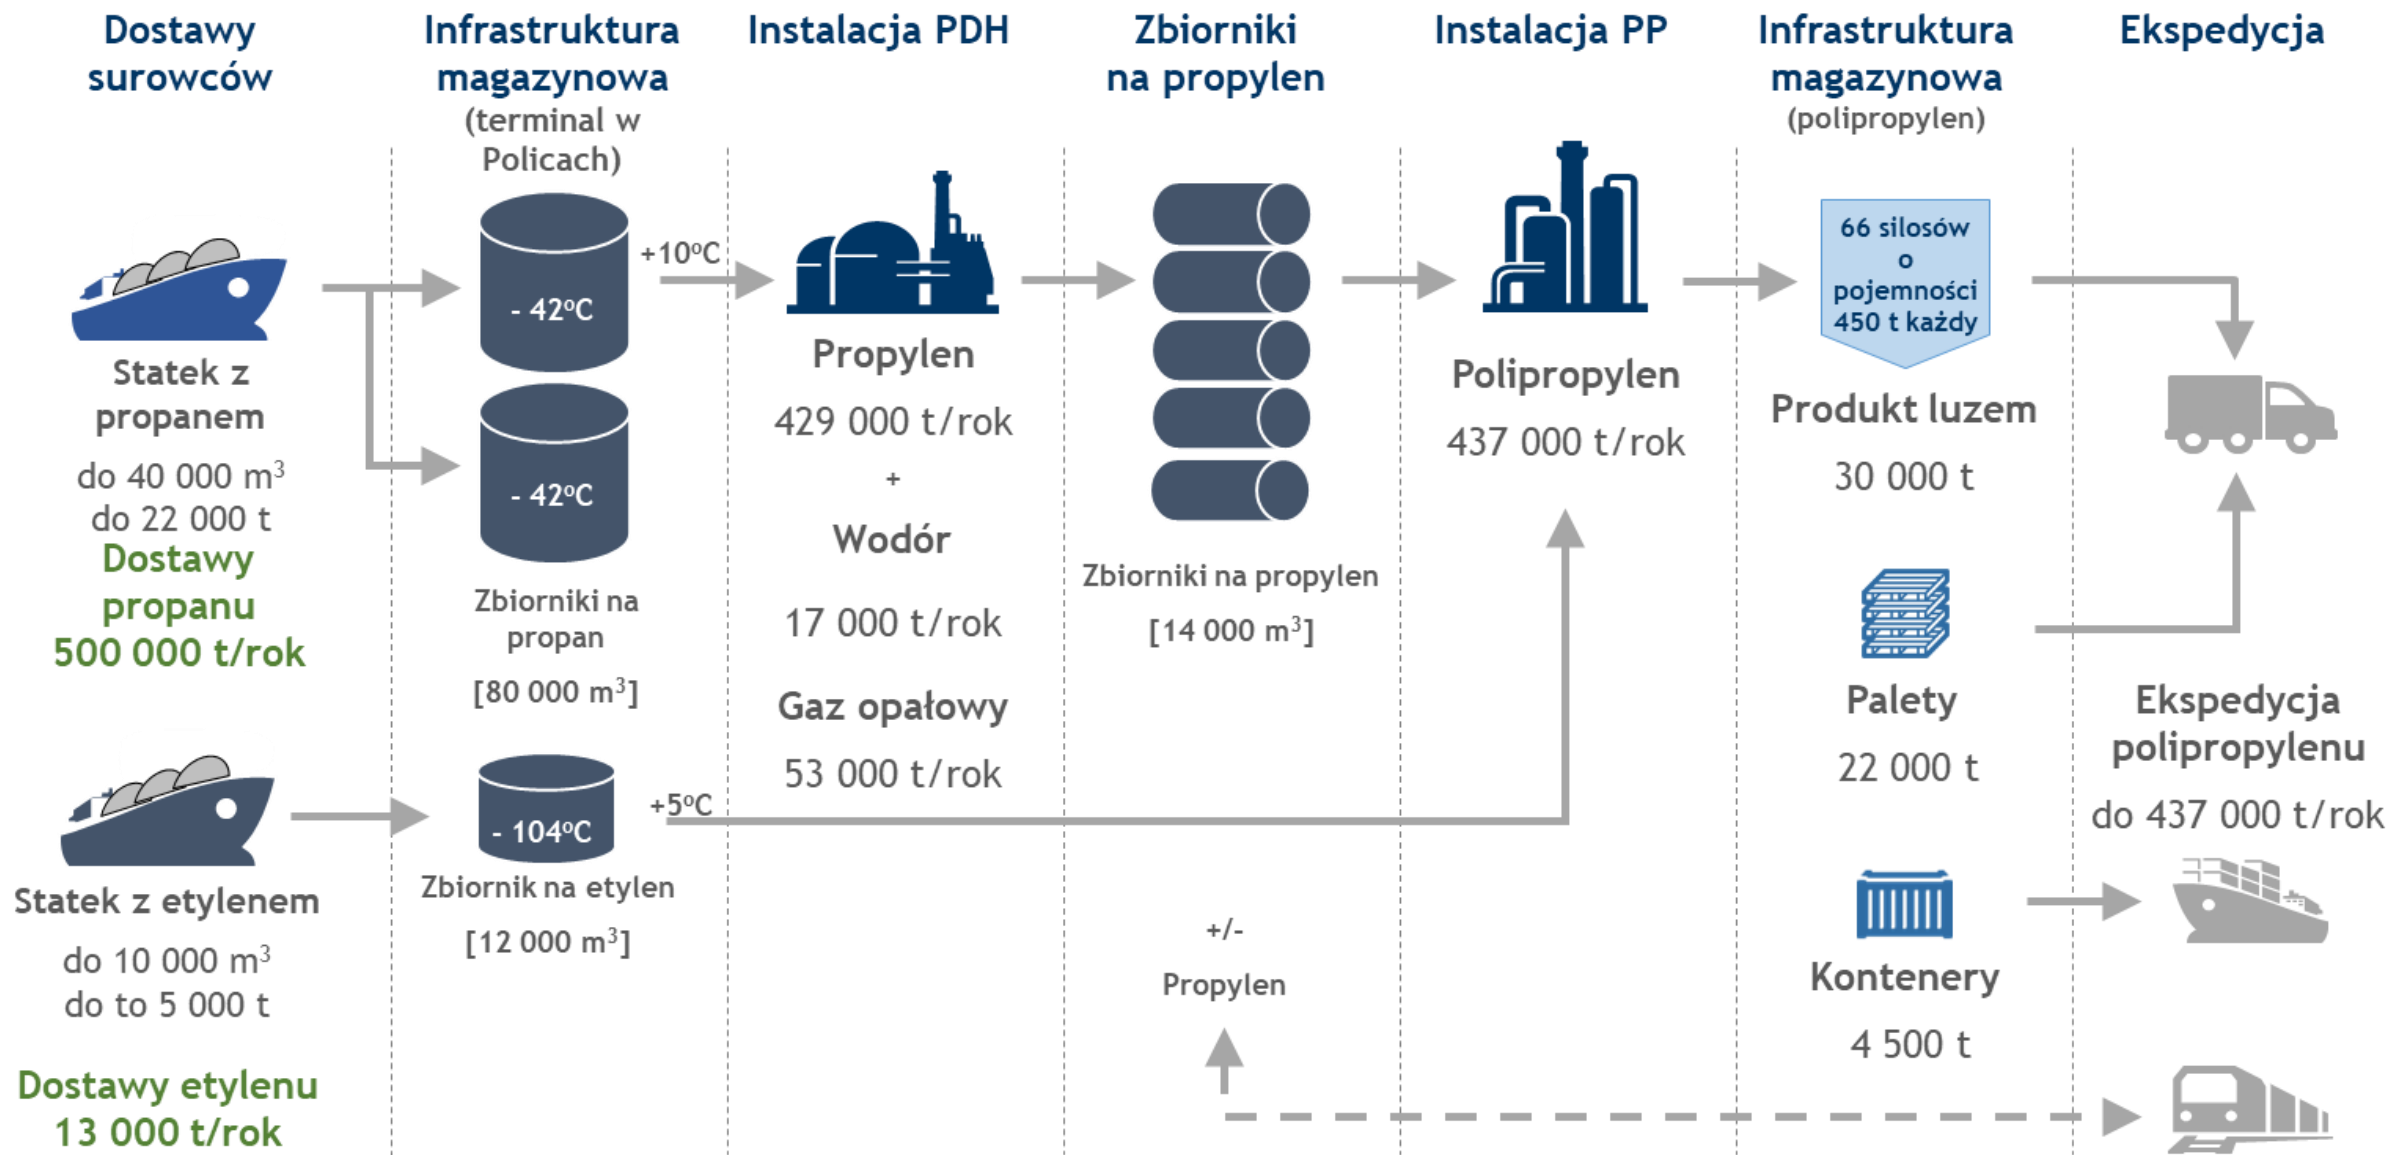 Dostawy
surowców
Infrastruktura
magazynowa
(terminal w
Policach)
Instalacja PDH
Zbiorniki
na propylen
Instalacja PP
Infrastruktura
magazynowa
(polipropylen)
Ekspedycja
Statek z
propanem
do 40 000 m³
do 22 000 t
Dostawy
propanu
500 000 t/rok
Statek z etylenem
do 10 000 m³
do to 5 000 t
Dostawy etylenu
13 000 t/rok
- 42°C
- 42°C
Zbiorniki na
propan
[80 000 m³]
- 104°C
Zbiornik na etylen
[12 000 m³]
+10°C
+5°C
Propylen
429 000 t/rok
+
Wodór
17 000 t/rok
Gaz opałowy
53 000 t/rok
Zbiorniki na propylen
[14 000 m³]
+/-
Propylen
Polipropylen
437 000 t/rok
66 silosów
o
pojemności
450 t każdy
Produkt luzem
30 000 t
Palety
22 000 t
Kontenery
4 500 t
Ekspedycja
polipropylenu
do 437 000 t/rok